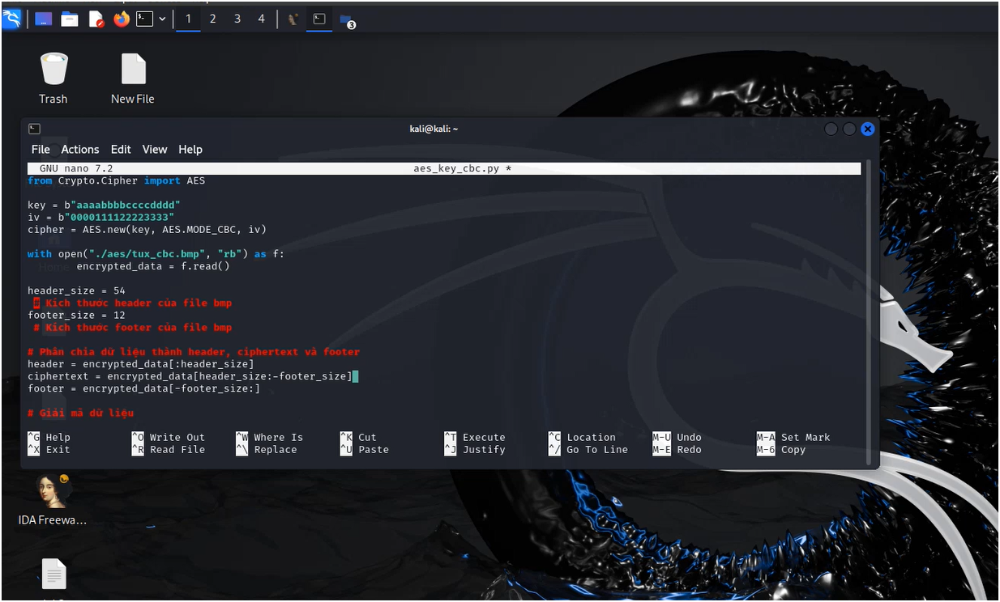 1 2 3 4
3
Trash
New File
kali@kali: ~
File Actions Edit View Help
GNU nano 7.2 aes_key_cbc.py *
from Crypto.Cipher import AES
key = b"aaaabbbbccccdddd"
iv = b"0000111122223333"
cipher = AES.new(key, AES.MODE_CBC, iv)
with open("./aes/tux_cbc.bmp", "rb") as f:
encrypted_data = f.read()
header_size = 54
# Kích thước header của file bmp
footer_size = 12
# Kích thước footer của file bmp
# Phân chia dữ liệu thành header, ciphertext và footer
header = encrypted_data[:header_size]
ciphertext = encrypted_data[header_size:-footer_size]
footer = encrypted_data[-footer_size:]
# Giải mã dữ liệu
^G Help ^O Write Out ^W Where Is ^K Cut ^T Execute ^C Location M-U Undo M-A Set Mark
^X Exit ^R Read File ^\ Replace ^U Paste ^J Justify ^/ Go To Line M-E Redo M-6 Copy
IDA Freewa...